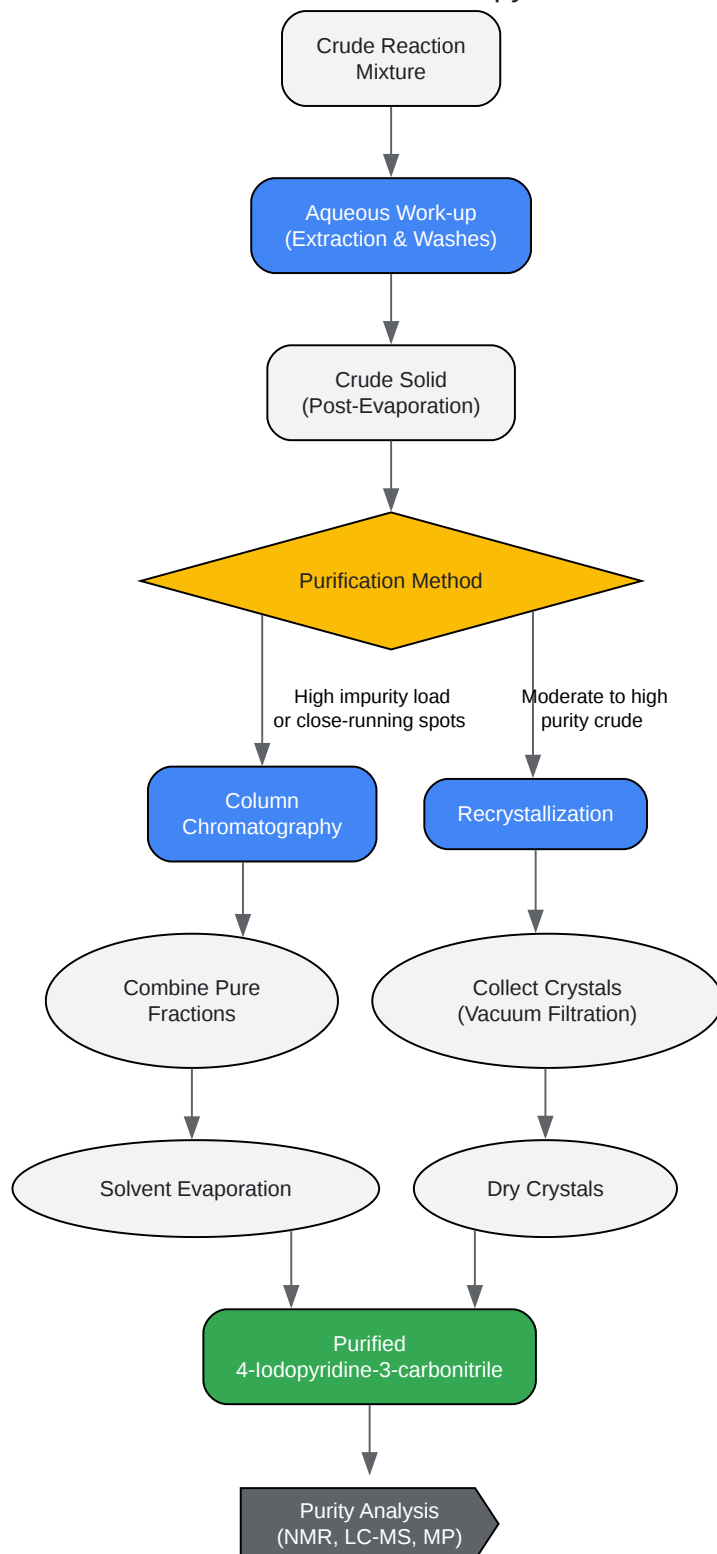 Crude Reaction
Mixture
Aqueous Work-up
(Extraction & Washes)
Crude Solid
(Post-Evaporation)
Purification Method
High impurity load
or close-running spots
Moderate to high
purity crude
Column
Chromatography
Recrystallization
Combine Pure
Fractions
Collect Crystals
(Vacuum Filtration)
Solvent Evaporation
Dry Crystals
Purified
4-Iodopyridine-3-carbonitrile
Purity Analysis
(NMR, LC-MS, MP)